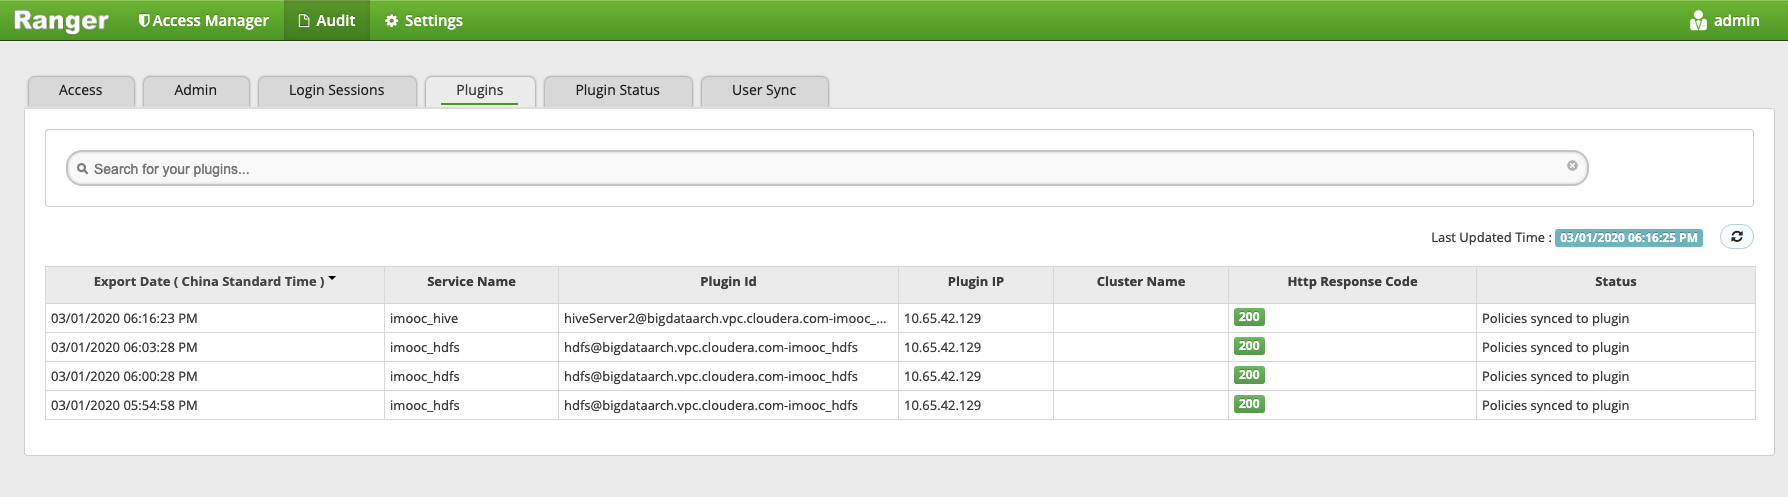 Ranger Access Manager Audit Settings admin
Access Admin Login Sessions Plugins Plugin Status User Sync
Search for your plugins...
Last Updated Time : 03/01/2020 06:16:25 PM
Export Date ( China Standard Time ) Service Name Plugin Id Plugin IP Cluster Name Http Response Code Status
03/01/2020 06:16:23 PM imooc_hive hiveServer2@bigdataarch.vpc.cloudera.com-imooc_... 10.65.42.129 200 Policies synced to plugin
03/01/2020 06:03:28 PM imooc_hdfs hdfs@bigdataarch.vpc.cloudera.com-imooc_hdfs 10.65.42.129 200 Policies synced to plugin
03/01/2020 06:00:28 PM imooc_hdfs hdfs@bigdataarch.vpc.cloudera.com-imooc_hdfs 10.65.42.129 200 Policies synced to plugin
03/01/2020 05:54:58 PM imooc_hdfs hdfs@bigdataarch.vpc.cloudera.com-imooc_hdfs 10.65.42.129 200 Policies synced to plugin